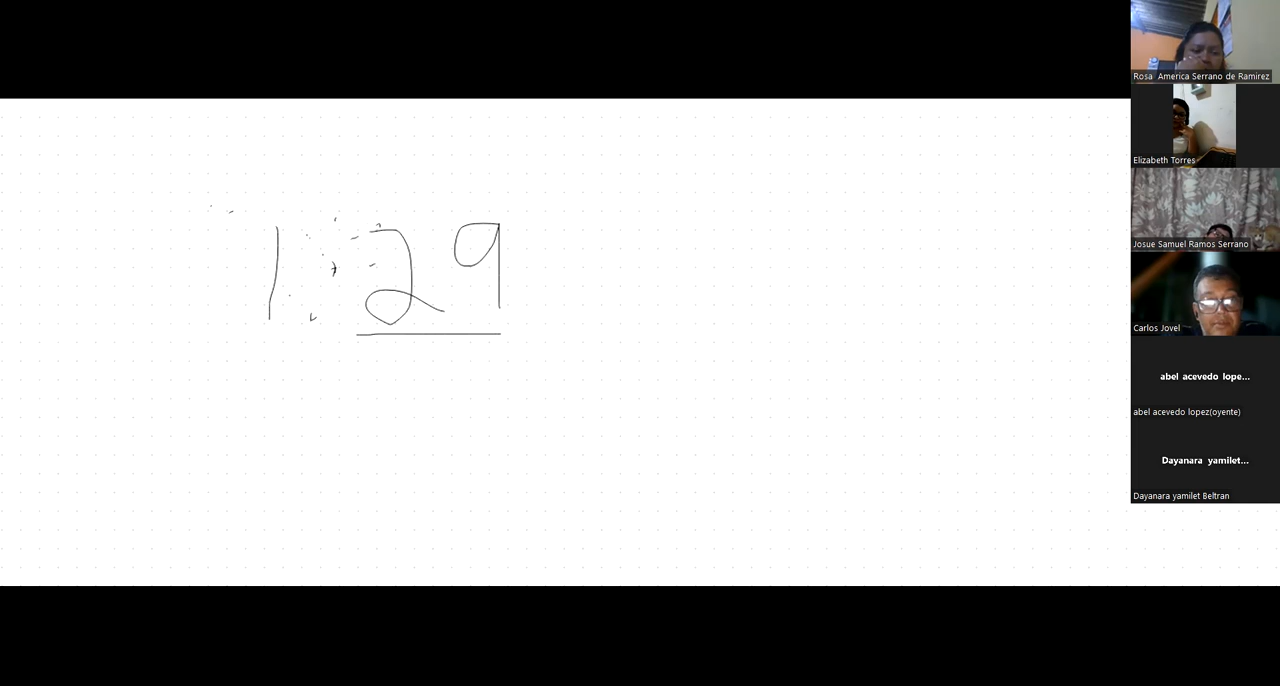 1:29
Rosa America Serrano de Ramirez
Elizabeth Torres
Josue Samuel Ramos Serrano
Carlos Jovel
abel acevedo lope...
abel acevedo lopez(oyente)
Dayanara yamilet...
Dayanara yamilet Beltran